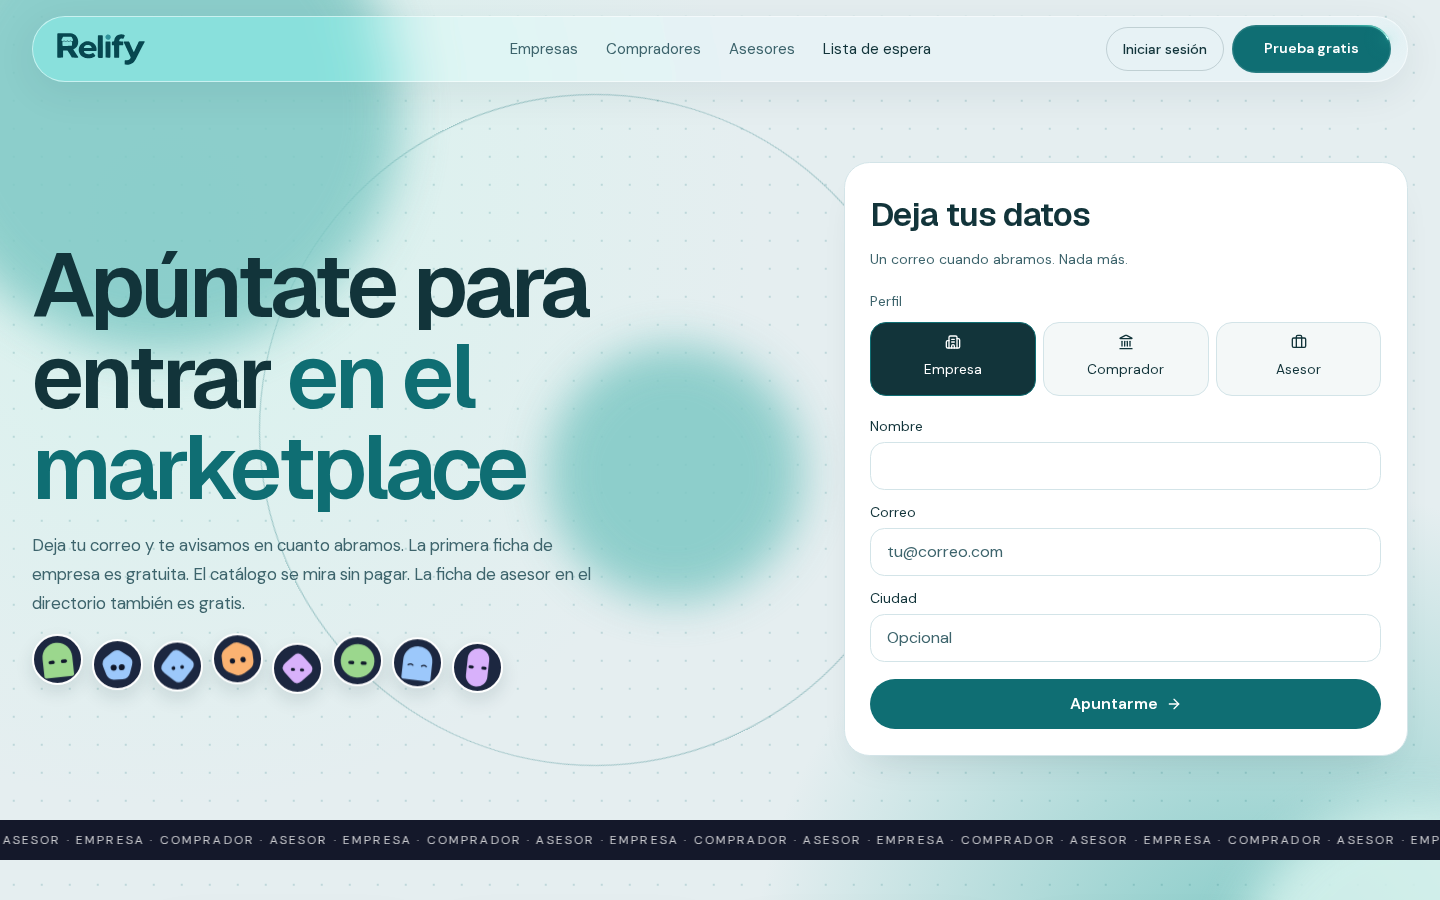 Relify
Empresas
Compradores
Asesores
Lista de espera
Iniciar sesión
Prueba gratis
Apúntate para
entrar en el
marketplace
Deja tu correo y te avisamos en cuanto abramos. La primera ficha de
empresa es gratuita. El catálogo se mira sin pagar. La ficha de asesor en el
directorio también es gratis.
Deja tus datos
Un correo cuando abramos. Nada más.
Perfil
Empresa
Comprador
Asesor
Nombre
Correo
tu@correo.com
Ciudad
Opcional
Apuntarme
ASESOR · EMPRESA · COMPRADOR · ASESOR · EMPRESA · COMPRADOR · ASESOR · EMPRESA · COMPRADOR · ASESOR · EMPRESA · COMPRADOR · ASESOR · EMPRESA · COMPRADOR · ASESOR · EMP